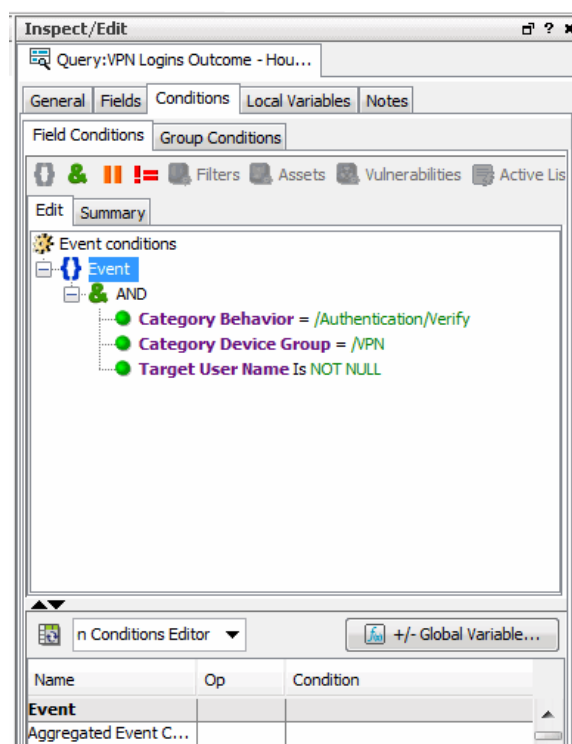 Inspect/Edit
Query:VPN Logins Outcome - Hou...
General Fields Conditions Local Variables Notes
Field Conditions Group Conditions
{} & || != Filters Assets Vulnerabilities Active Lis
Edit Summary
Event conditions
{} Event
& AND
Category Behavior = /Authentication/Verify
Category Device Group = /VPN
Target User Name Is NOT NULL
n Conditions Editor +/- Global Variable...
Name Op Condition
Event
Aggregated Event C...